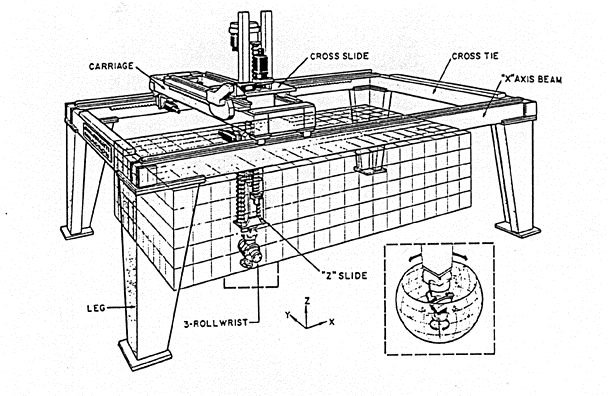 CARRIAGE
CROSS SLIDE
CROSS TIE
"X" AXIS BEAM
"Z" SLIDE
LEG
3-ROLL WRIST
Z
Y
X